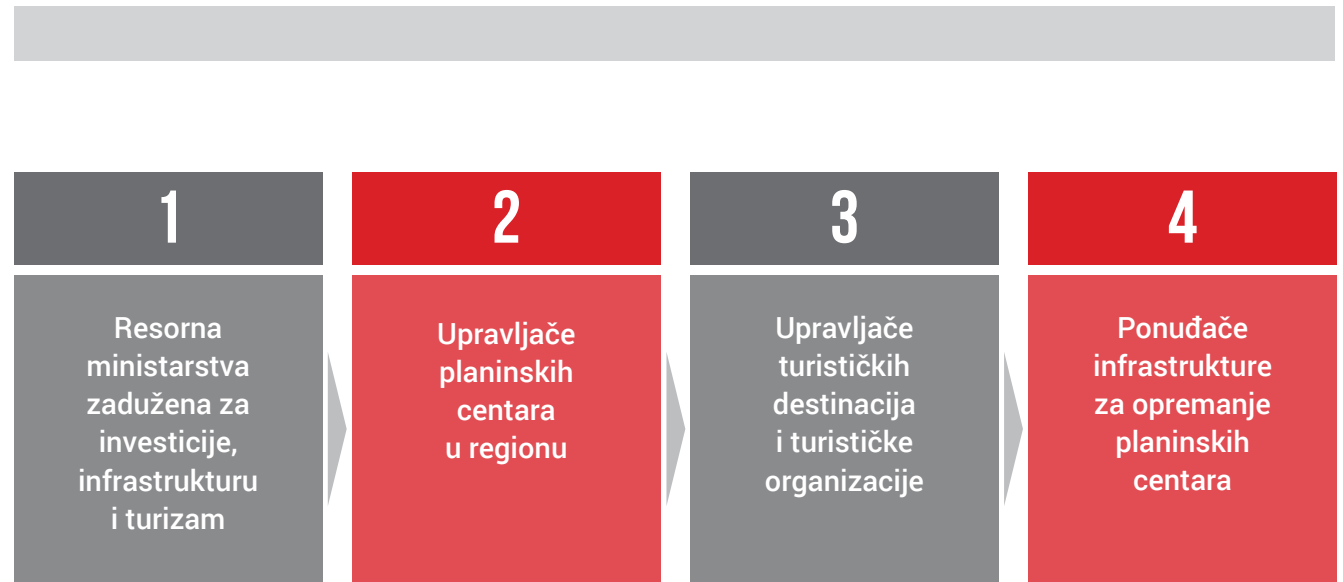 1
Resorna
ministarstva
zadužena za
investicije,
infrastrukturu
i turizam
2
Upravljače
planinskih
centara
u regionu
3
Upravljače
turističkih
destinacija
i turističke
organizacije
4
Ponuđače
infrastrukture
za opremanje
planinskih
centara